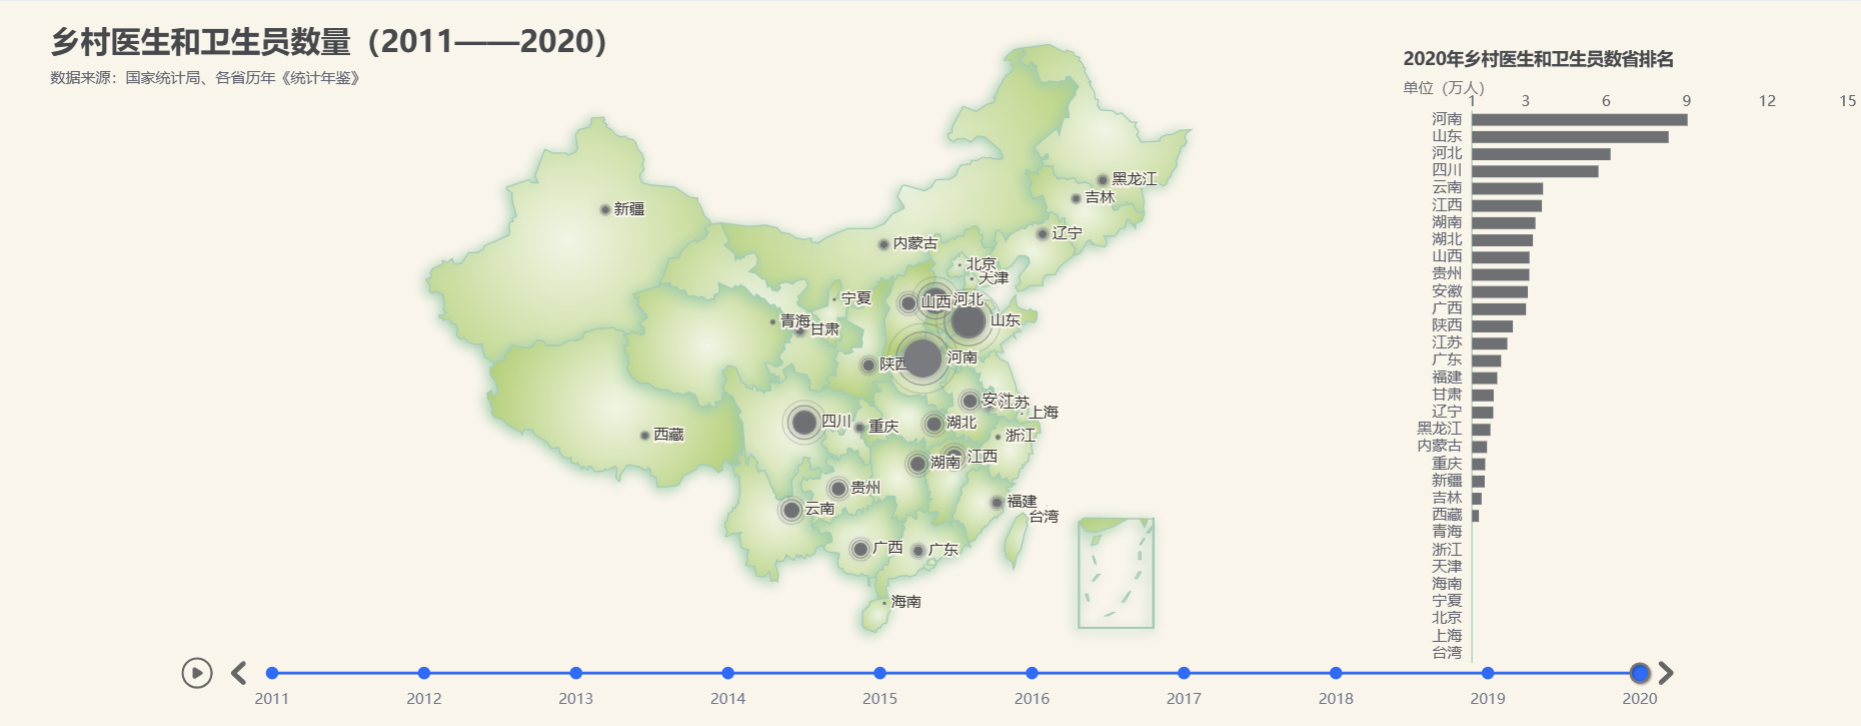 乡村医生和卫生员数量（2011——2020）
数据来源：国家统计局、各省历年《统计年鉴》
黑龙江
吉林
新疆
辽宁
内蒙古
北京
天津
宁夏
山西
河北
青海
甘肃
山东
陕西
河南
安徽
江苏
上海
四川
重庆
湖北
浙江
西藏
湖南
江西
贵州
福建
云南
台湾
广西
广东
海南
2020年乡村医生和卫生员数省排名
单位（万人）
1 3 6 9 12 15
河南
山东
河北
四川
云南
江西
湖南
湖北
山西
贵州
安徽
广西
陕西
江苏
广东
福建
甘肃
辽宁
黑龙江
内蒙古
重庆
新疆
吉林
西藏
青海
浙江
天津
海南
宁夏
北京
上海
台湾
2011 2012 2013 2014 2015 2016 2017 2018 2019 2020